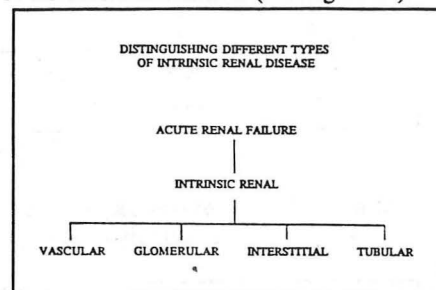 DISTINGUISHING DIFFERENT TYPES
OF INTRINSIC RENAL DISEASE
ACUTE RENAL FAILURE
INTRINSIC RENAL
VASCULAR GLOMERULAR INTERSTITIAL TUBULAR